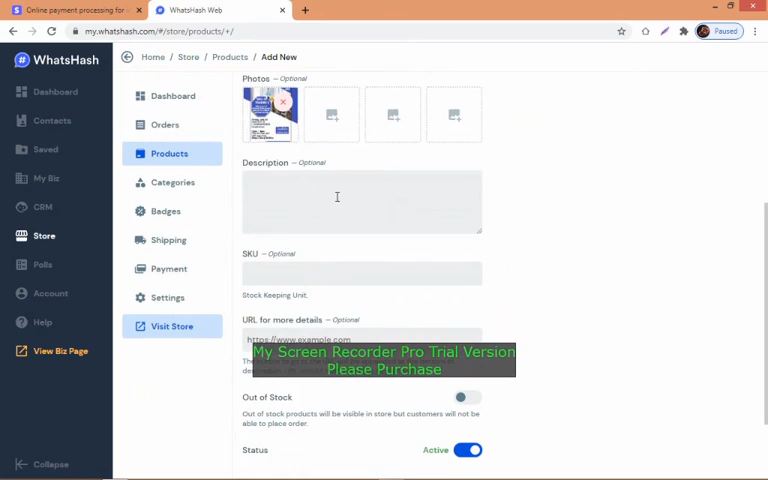 Online payment processing for
WhatsHash Web
my.whatshash.com/#/store/products/+/
Paused
WhatsHash
Home / Store / Products / Add New
Dashboard
Contacts
Saved
My Biz
CRM
Store
Polls
Account
Help
View Biz Page
Collapse
Dashboard
Orders
Products
Categories
Badges
Shipping
Payment
Settings
Visit Store
Photos — Optional
Description — Optional
SKU — Optional
Stock Keeping Unit.
URL for more details — Optional
https://www.example.com
My Screen Recorder Pro Trial Version
Please Purchase
Out of Stock
Out of stock products will be visible in store but customers will not be
able to place order.
Status
Active